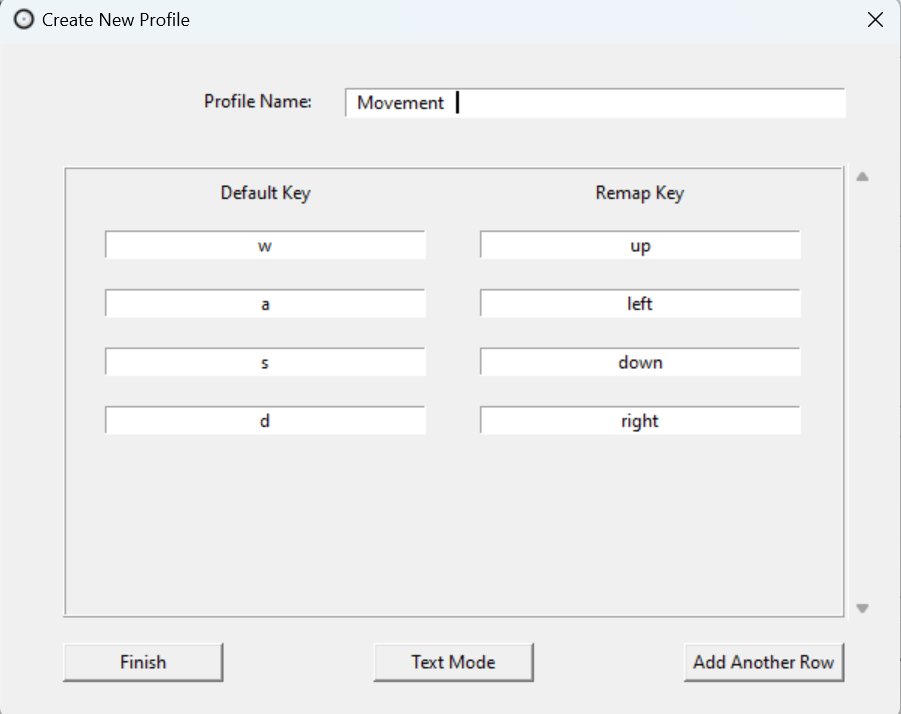 Create New Profile
Profile Name: Movement
Default Key Remap Key
w up
a left
s down
d right
Finish Text Mode Add Another Row